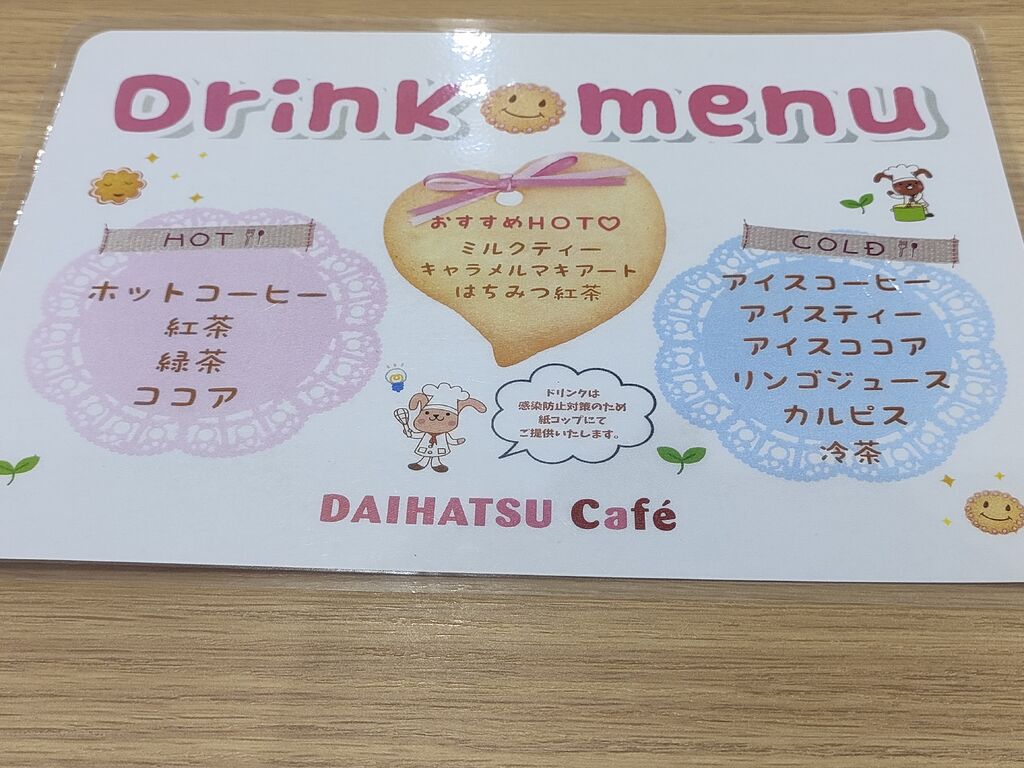 Drink menu
HOT
ホットコーヒー
紅茶
緑茶
ココア
おすすめHOT♡
ミルクティー
キャラメルマキアート
はちみつ紅茶
COLD
アイスコーヒー
アイスティー
アイスココア
リンゴジュース
カルピス
冷茶
ドリンクは
感染防止対策のため
紙コップにて
ご提供いたします。
DAIHATSU Café